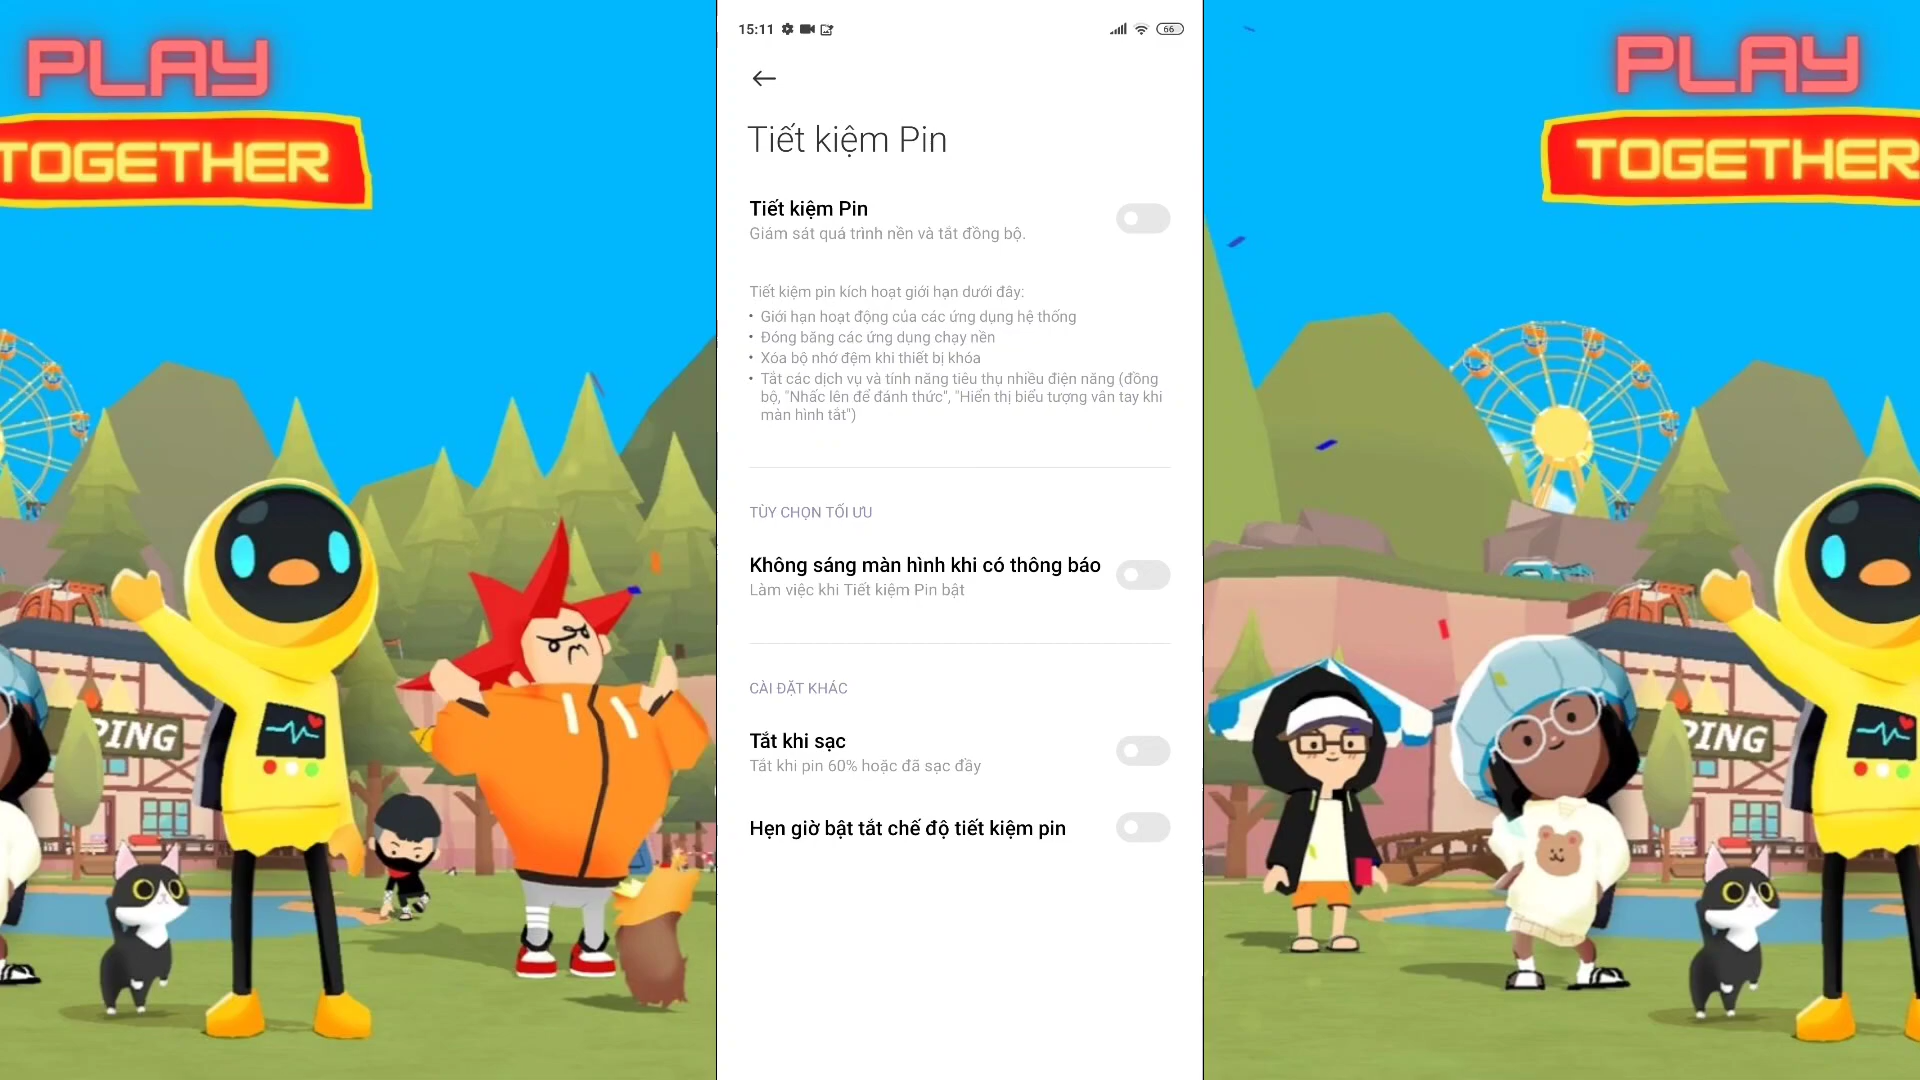 PLAY
TOGETHER
PING
15:11
66
Tiết kiệm Pin
Tiết kiệm Pin
Giám sát quá trình nền và tắt đồng bộ.
Tiết kiệm pin kích hoạt giới hạn dưới đây:
• Giới hạn hoạt động của các ứng dụng hệ thống
• Đóng băng các ứng dụng chạy nền
• Xóa bộ nhớ đệm khi thiết bị khóa
• Tắt các dịch vụ và tính năng tiêu thụ nhiều điện năng (đồng
bộ, "Nhấc lên để đánh thức", "Hiển thị biểu tượng vân tay khi
màn hình tắt")
TÙY CHỌN TỐI ƯU
Không sáng màn hình khi có thông báo
Làm việc khi Tiết kiệm Pin bật
CÀI ĐẶT KHÁC
Tắt khi sạc
Tắt khi pin 60% hoặc đã sạc đầy
Hẹn giờ bật tắt chế độ tiết kiệm pin
PLAY
TOGETHER
PING